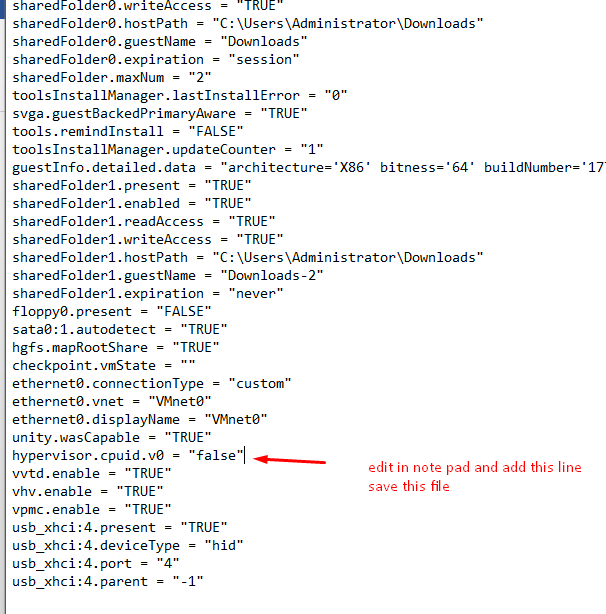 sharedFolder0.writeAccess = "TRUE"
sharedFolder0.hostPath = "C:\Users\Administrator\Downloads"
sharedFolder0.guestName = "Downloads"
sharedFolder0.expiration = "session"
sharedFolder.maxNum = "2"
toolsInstallManager.lastInstallError = "0"
svga.guestBackedPrimaryAware = "TRUE"
tools.remindInstall = "FALSE"
toolsInstallManager.updateCounter = "1"
guestInfo.detailed.data = "architecture='X86' bitness='64' buildNumber='17
sharedFolder1.present = "TRUE"
sharedFolder1.enabled = "TRUE"
sharedFolder1.readAccess = "TRUE"
sharedFolder1.writeAccess = "TRUE"
sharedFolder1.hostPath = "C:\Users\Administrator\Downloads"
sharedFolder1.guestName = "Downloads-2"
sharedFolder1.expiration = "never"
floppy0.present = "FALSE"
sata0:1.autodetect = "TRUE"
hgfs.mapRootShare = "TRUE"
checkpoint.vmState = ""
ethernet0.connectionType = "custom"
ethernet0.vnet = "VMnet0"
ethernet0.displayName = "VMnet0"
unity.wasCapable = "TRUE"
hypervisor.cpuid.v0 = "false"
edit in note pad and add this line
save this file
vvtd.enable = "TRUE"
vhv.enable = "TRUE"
vpmc.enable = "TRUE"
usb_xhci:4.present = "TRUE"
usb_xhci:4.deviceType = "hid"
usb_xhci:4.port = "4"
usb_xhci:4.parent = "-1"